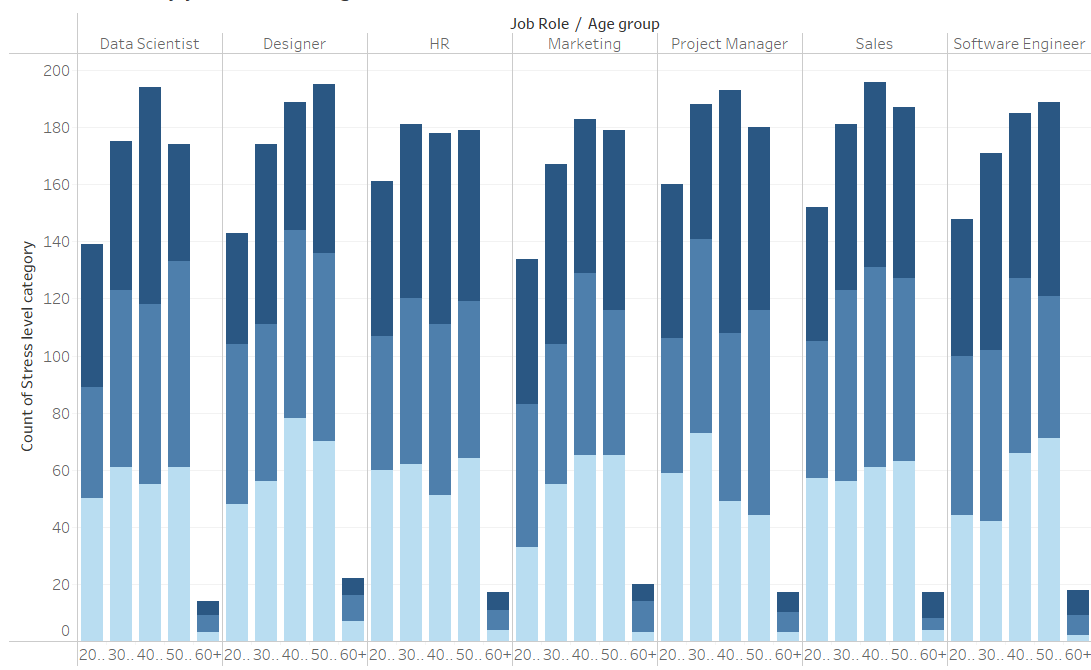 Job Role / Age group
Data Scientist Designer HR Marketing Project Manager Sales Software Engineer
200
180
160
140
120
100
80
60
40
20
0
Count of Stress level category
20.. 30.. 40.. 50.. 60+ 20.. 30.. 40.. 50.. 60+ 20.. 30.. 40.. 50.. 60+ 20.. 30.. 40.. 50.. 60+ 20.. 30.. 40.. 50.. 60+ 20.. 30.. 40.. 50.. 60+ 20.. 30.. 40.. 50.. 60+